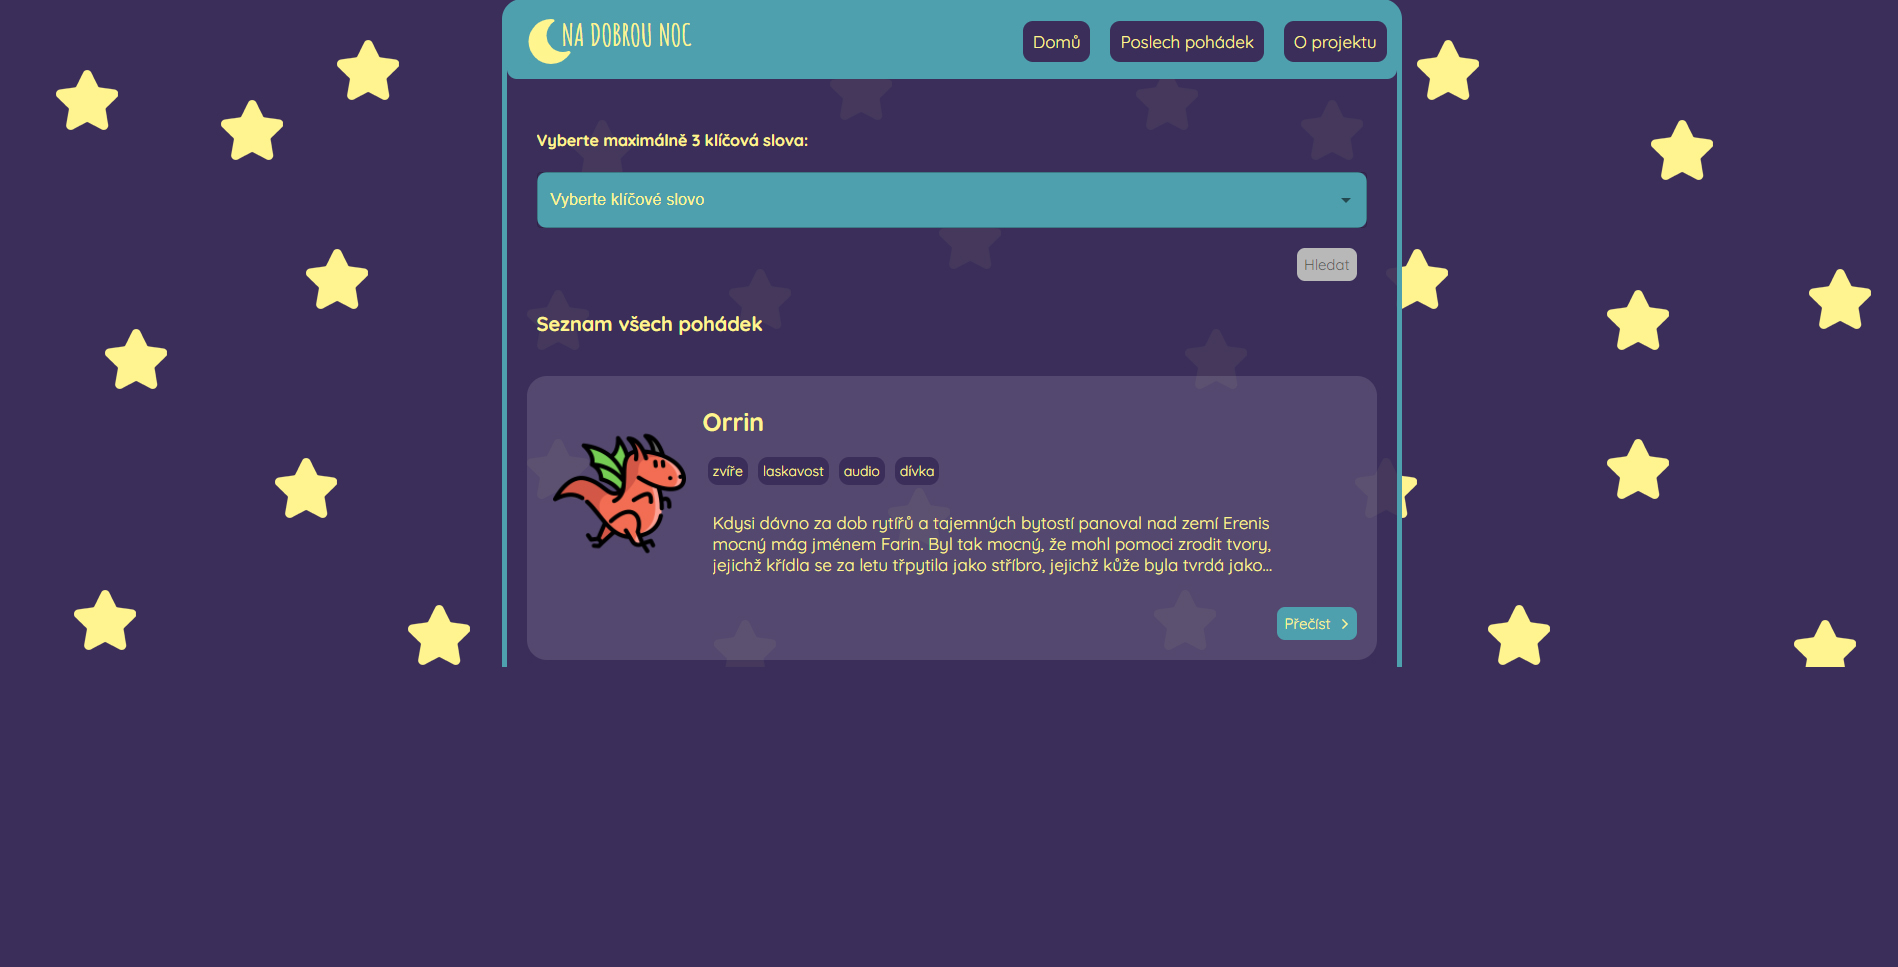 NA DOBROU NOC
Domů
Poslech pohádek
O projektu
Vyberte maximálně 3 klíčová slova:
Vyberte klíčové slovo
Hledat
Seznam všech pohádek
Orrin
zvíře
laskavost
audio
dívka
Kdysi dávno za dob rytířů a tajemných bytostí panoval nad zemí Erenis
mocný mág jménem Farin. Byl tak mocný, že mohl pomoci zrodit tvory,
jejichž křídla se za letu třpytila jako stříbro, jejichž kůže byla tvrdá jako...
Přečíst